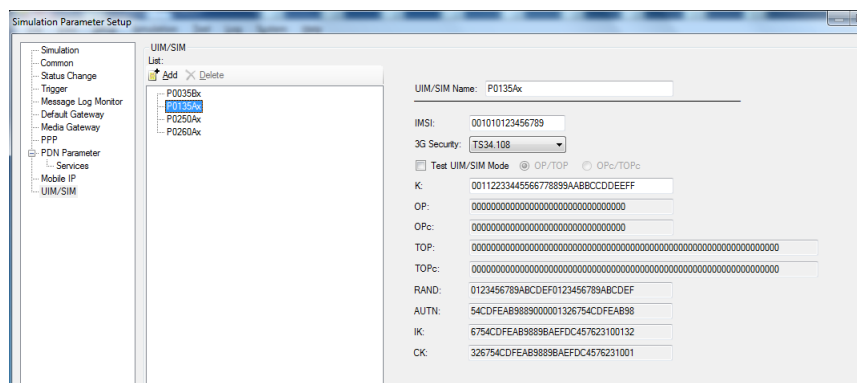 Simulation Parameter Setup
Simulation
Common
Status Change
Trigger
Message Log Monitor
Default Gateway
Media Gateway
PPP
PDN Parameter
Services
Mobile IP
UIM/SIM
UIM/SIM
List:
Add Delete
P0035Bx
P0135Ax
P0250Ax
P0260Ax
UIM/SIM Name: P0135Ax
IMSI: 001010123456789
3G Security: TS34.108
Test UIM/SIM Mode OP/TOP OPc/TOPc
K: 00112233445566778899AABBCCDDEEFF
OP: 00000000000000000000000000000000
OPc: 00000000000000000000000000000000
TOP: 0000000000000000000000000000000000000000000000000000000000000000
TOPc: 0000000000000000000000000000000000000000000000000000000000000000
RAND: 0123456789ABCDEF0123456789ABCDEF
AUTN: 54CDFEAB9889000001326754CDFEAB98
IK: 6754CDFEAB9889BAEFDC457623100132
CK: 326754CDFEAB9889BAEFDC4576231001